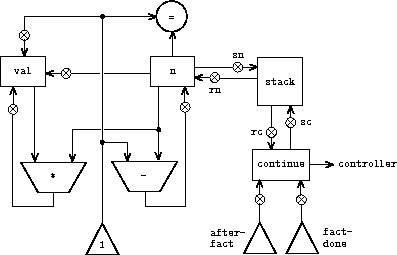 =
sn
val
n
stack
rn
rc
sc
*
-
continue
controller
after-
fact
fact-
done
1